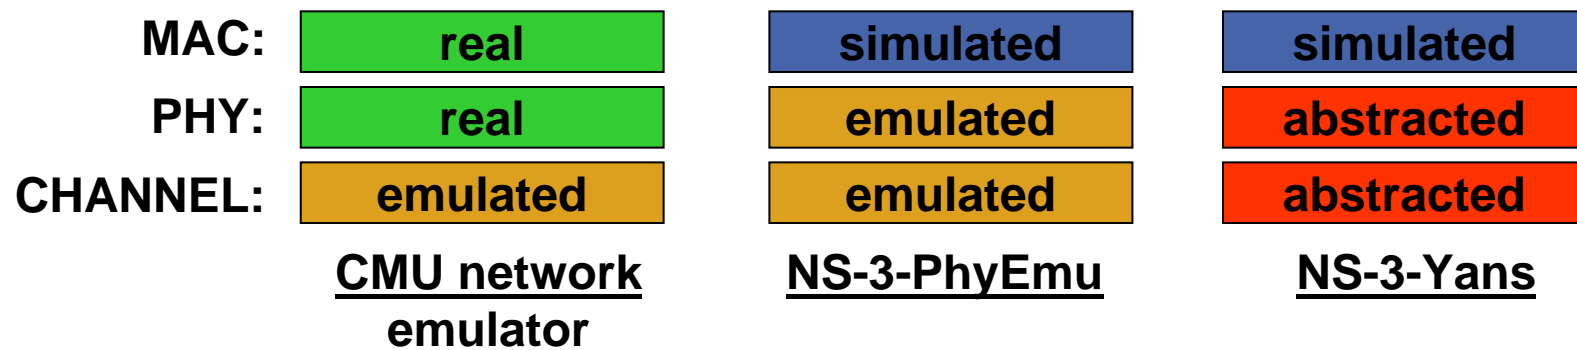 MAC: real simulated simulated
PHY: real emulated abstracted
CHANNEL: emulated emulated abstracted
CMU network NS-3-PhyEmu NS-3-Yans
emulator